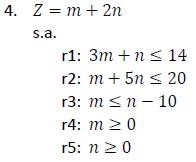 4. Z = m + 2n
s.a.
r1: 3m + n ≤ 14
r2: m + 5n ≤ 20
r3: m ≤ n − 10
r4: m ≥ 0
r5: n ≥ 0